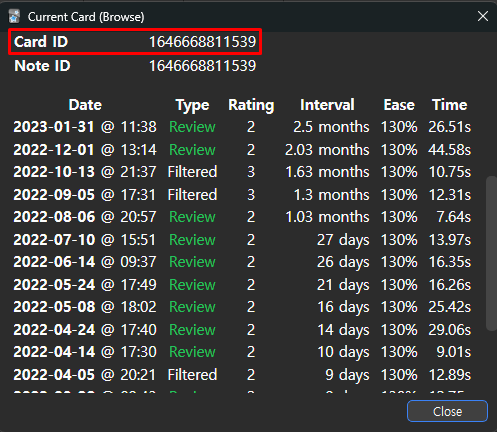 Current Card (Browse)
Card ID 1646668811539
Note ID 1646668811539
Date Type Rating Interval Ease Time
2023-01-31 @ 11:38 Review 2 2.5 months 130% 26.51s
2022-12-01 @ 13:14 Review 2 2.03 months 130% 44.58s
2022-10-13 @ 21:37 Filtered 3 1.63 months 130% 10.75s
2022-09-05 @ 17:31 Filtered 3 1.3 months 130% 12.31s
2022-08-06 @ 20:57 Review 2 1.03 months 130% 7.64s
2022-07-10 @ 15:51 Review 2 27 days 130% 13.97s
2022-06-14 @ 09:37 Review 2 26 days 130% 16.35s
2022-05-24 @ 17:49 Review 2 21 days 130% 16.26s
2022-05-08 @ 18:02 Review 2 16 days 130% 25.42s
2022-04-24 @ 17:40 Review 2 14 days 130% 29.06s
2022-04-14 @ 17:30 Review 2 10 days 130% 9.01s
2022-04-05 @ 20:21 Filtered 2 9 days 130% 12.89s
Close